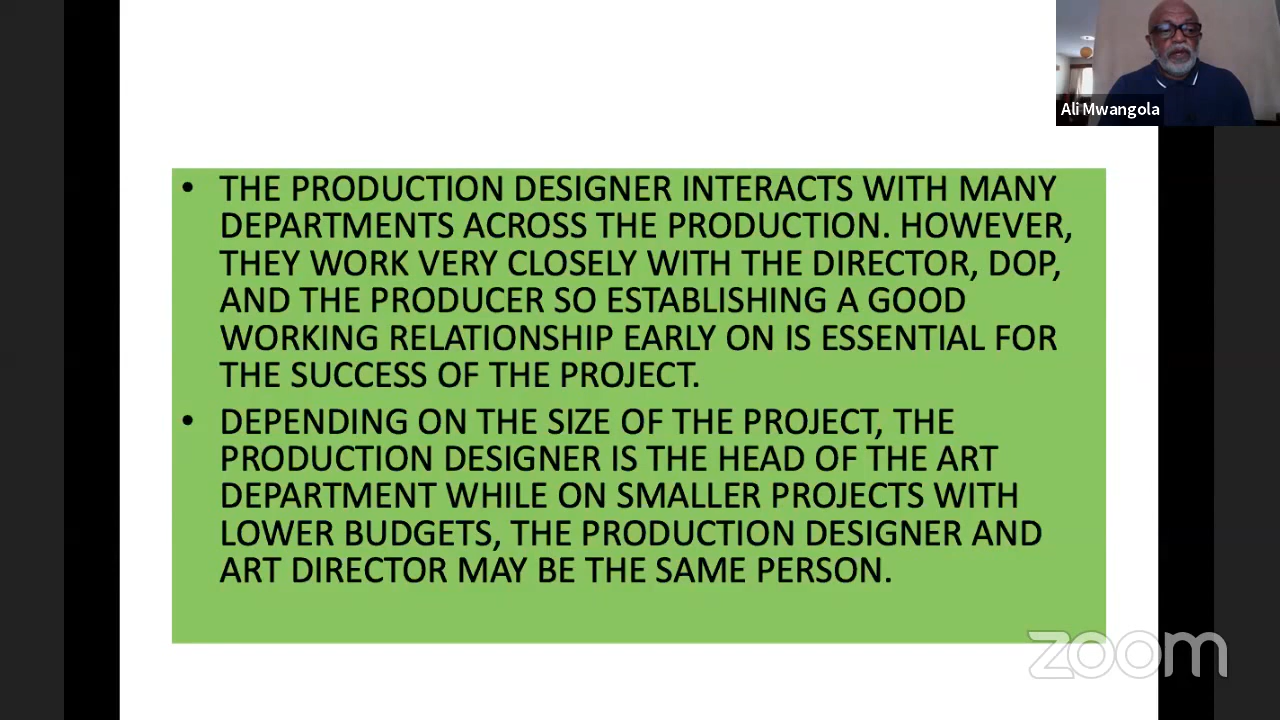 Ali Mwangola
• THE PRODUCTION DESIGNER INTERACTS WITH MANY
DEPARTMENTS ACROSS THE PRODUCTION. HOWEVER,
THEY WORK VERY CLOSELY WITH THE DIRECTOR, DOP,
AND THE PRODUCER SO ESTABLISHING A GOOD
WORKING RELATIONSHIP EARLY ON IS ESSENTIAL FOR
THE SUCCESS OF THE PROJECT.
• DEPENDING ON THE SIZE OF THE PROJECT, THE
PRODUCTION DESIGNER IS THE HEAD OF THE ART
DEPARTMENT WHILE ON SMALLER PROJECTS WITH
LOWER BUDGETS, THE PRODUCTION DESIGNER AND
ART DIRECTOR MAY BE THE SAME PERSON.
zoom